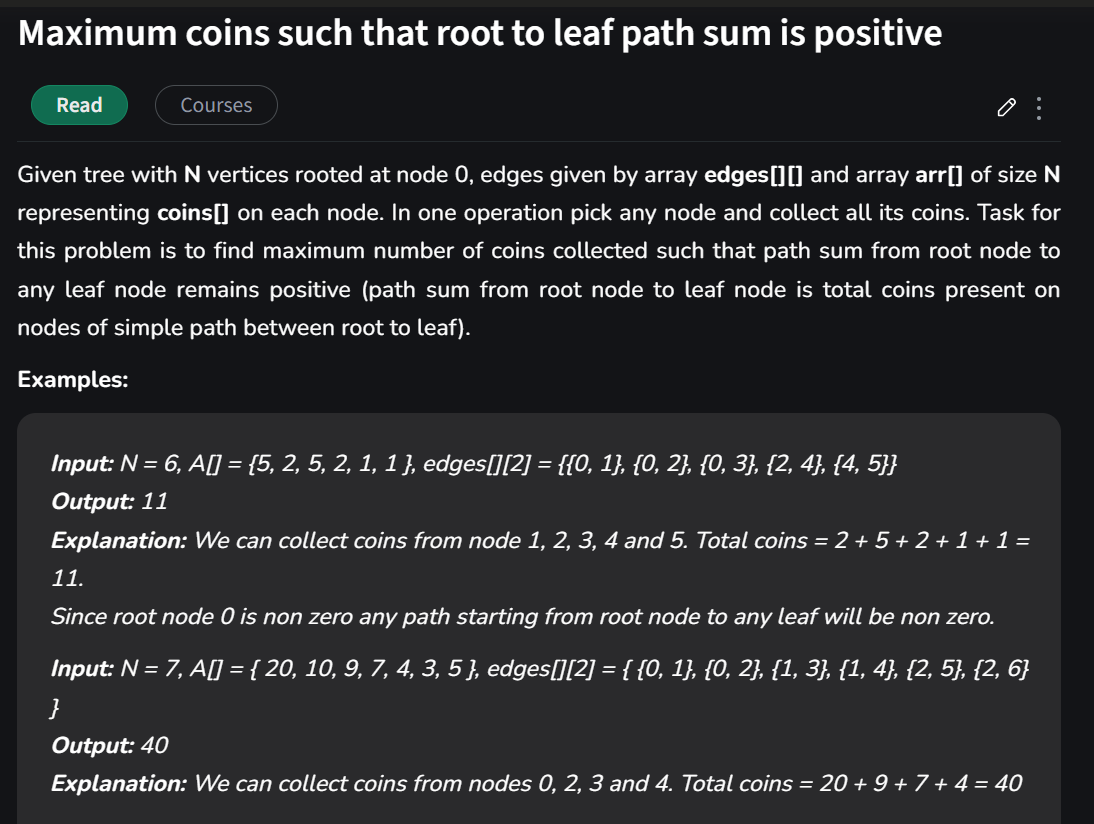 Maximum coins such that root to leaf path sum is positive
Read
Courses
Given tree with N vertices rooted at node 0, edges given by array edges[][] and array arr[] of size N
representing coins[] on each node. In one operation pick any node and collect all its coins. Task for
this problem is to find maximum number of coins collected such that path sum from root node to
any leaf node remains positive (path sum from root node to leaf node is total coins present on
nodes of simple path between root to leaf).
Examples:
Input: N = 6, A[] = {5, 2, 5, 2, 1, 1 }, edges[][2] = {{0, 1}, {0, 2}, {0, 3}, {2, 4}, {4, 5}}
Output: 11
Explanation: We can collect coins from node 1, 2, 3, 4 and 5. Total coins = 2 + 5 + 2 + 1 + 1 =
11.
Since root node 0 is non zero any path starting from root node to any leaf will be non zero.
Input: N = 7, A[] = { 20, 10, 9, 7, 4, 3, 5 }, edges[][2] = { {0, 1}, {0, 2}, {1, 3}, {1, 4}, {2, 5}, {2, 6}
}
Output: 40
Explanation: We can collect coins from nodes 0, 2, 3 and 4. Total coins = 20 + 9 + 7 + 4 = 40